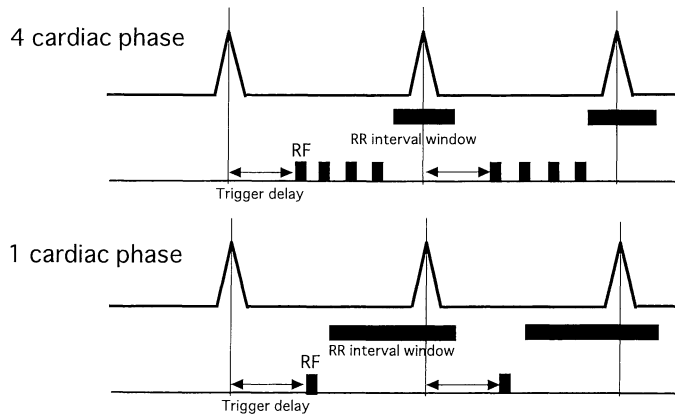 4 cardiac phase
RR interval window
RF
Trigger delay
1 cardiac phase
RR interval window
RF
Trigger delay